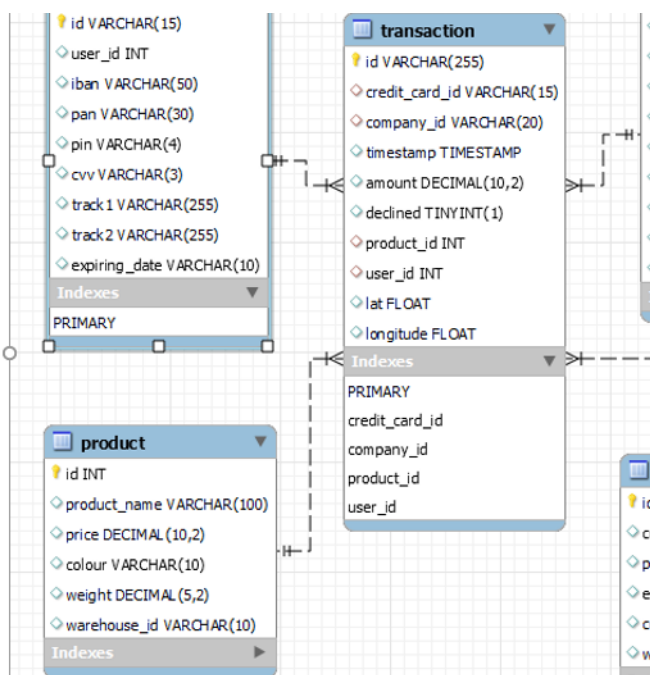 id VARCHAR(15)
user_id INT
iban VARCHAR(50)
pan VARCHAR(30)
pin VARCHAR(4)
cvv VARCHAR(3)
track1 VARCHAR(255)
track2 VARCHAR(255)
expiring_date VARCHAR(10)
Indexes
PRIMARY
transaction
id VARCHAR(255)
credit_card_id VARCHAR(15)
company_id VARCHAR(20)
timestamp TIMESTAMP
amount DECIMAL(10,2)
declined TINYINT(1)
product_id INT
user_id INT
lat FLOAT
longitude FLOAT
Indexes
PRIMARY
credit_card_id
company_id
product_id
user_id
product
id INT
product_name VARCHAR(100)
price DECIMAL(10,2)
colour VARCHAR(10)
weight DECIMAL(5,2)
warehouse_id VARCHAR(10)
Indexes